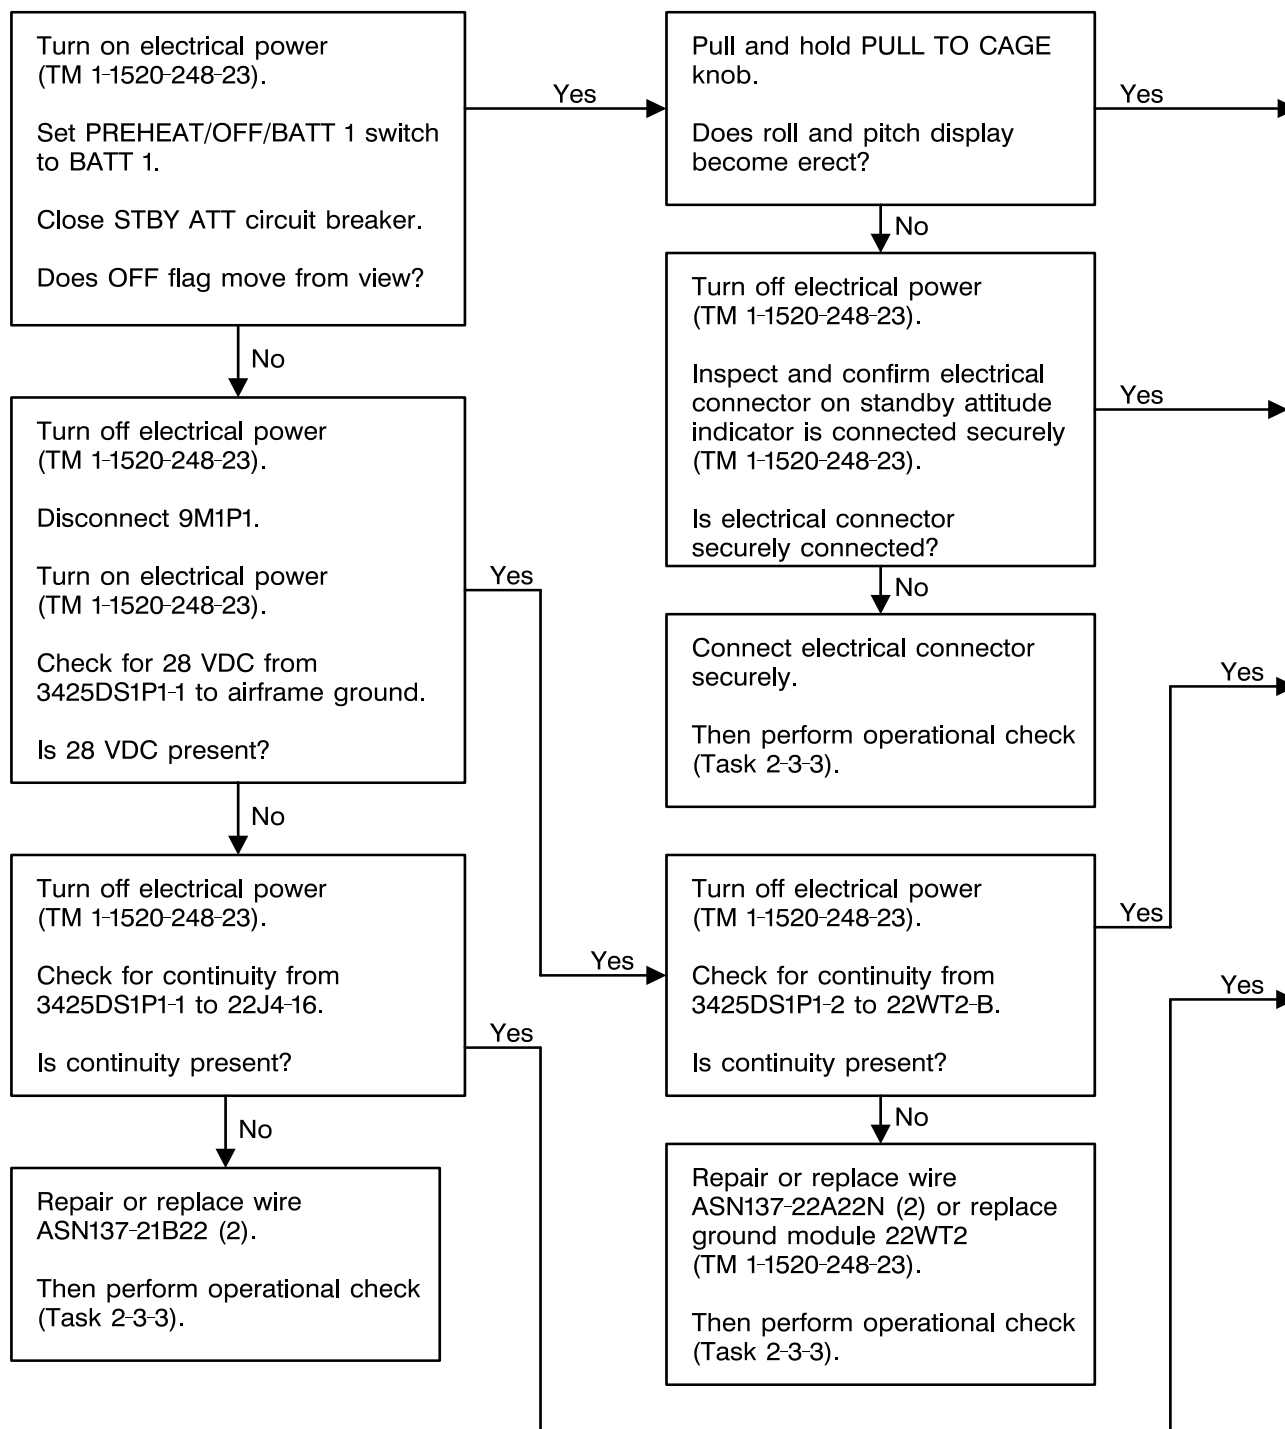 Turn on electrical power
(TM 1-1520-248-23).
Set PREHEAT/OFF/BATT 1 switch
to BATT 1.
Close STBY ATT circuit breaker.
Does OFF flag move from view?
Yes
Pull and hold PULL TO CAGE
knob.
Does roll and pitch display
become erect?
Yes
No
Turn off electrical power
(TM 1-1520-248-23).
Inspect and confirm electrical
connector on standby attitude
indicator is connected securely
(TM 1-1520-248-23).
Is electrical connector
securely connected?
Yes
No
Connect electrical connector
securely.
Then perform operational check
(Task 2-3-3).
No
Turn off electrical power
(TM 1-1520-248-23).
Disconnect 9M1P1.
Turn on electrical power
(TM 1-1520-248-23).
Check for 28 VDC from
3425DS1P1-1 to airframe ground.
Is 28 VDC present?
Yes
Yes
No
Turn off electrical power
(TM 1-1520-248-23).
Check for continuity from
3425DS1P1-1 to 22J4-16.
Is continuity present?
Yes
Yes
Turn off electrical power
(TM 1-1520-248-23).
Check for continuity from
3425DS1P1-2 to 22WT2-B.
Is continuity present?
Yes
Yes
No
Repair or replace wire
ASN137-21B22 (2).
Then perform operational check
(Task 2-3-3).
No
Repair or replace wire
ASN137-22A22N (2) or replace
ground module 22WT2
(TM 1-1520-248-23).
Then perform operational check
(Task 2-3-3).